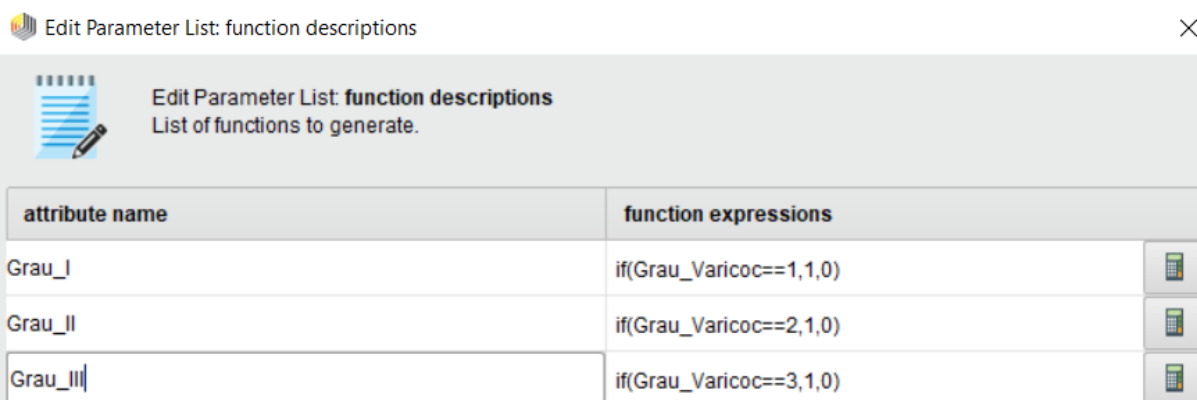 Edit Parameter List: function descriptions
Edit Parameter List: function descriptions
List of functions to generate.
attribute name function expressions
Grau_I if(Grau_Varicoc==1,1,0)
Grau_II if(Grau_Varicoc==2,1,0)
Grau_III if(Grau_Varicoc==3,1,0)